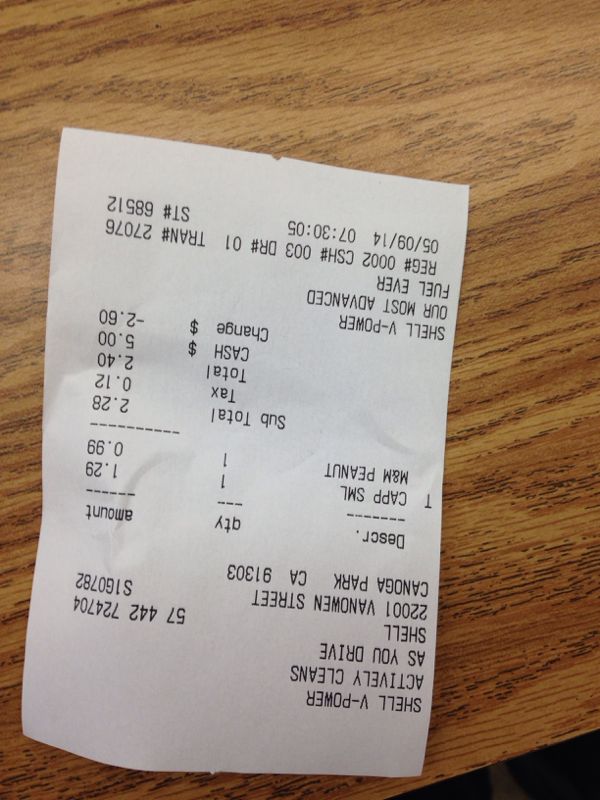 SHELL V-POWER
ACTIVELY CLEANS
AS YOU DRIVE
SHELL 57 442 724704
22001 VANOWEN STREET
CANOGA PARK CA 91303 S160782
Descr. qty amount
------- --- -----
T CAPP SML 1 1.29
M&M PEANUT 1 0.99
-----------
Sub Total 2.28
Tax 0.12
Total 2.40
CASH $ 5.00
Change $ -2.60
SHELL V-POWER
OUR MOST ADVANCED
FUEL EVER
REG# 0002 CSH# 003 DR# 01 TRAN# 27076
05/09/14 07:30:05 ST# 68512